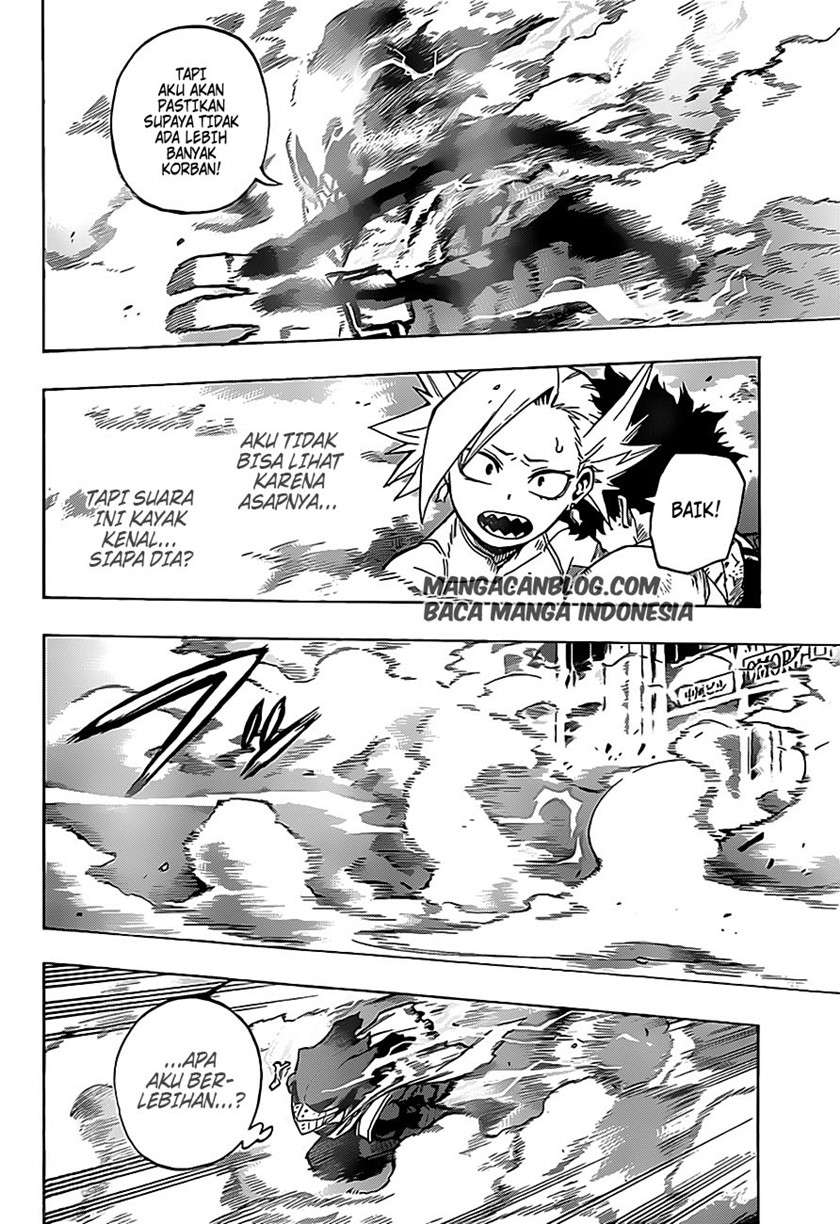 TAPI
AKU AKAN
PASTIKAN
SUPAYA TIDAK
ADA LEBIH
BANYAK
KORBAN!
BAIK!
AKU TIDAK
BISA LIHAT
KARENA
ASAPNYA...
TAPI SUARA
INI KAYAK
KENAL...
SIAPA DIA?
MANGACANBLOG.COM
BACA MANGA INDONESIA
...APA
AKU BER-
LEBIHAN...?